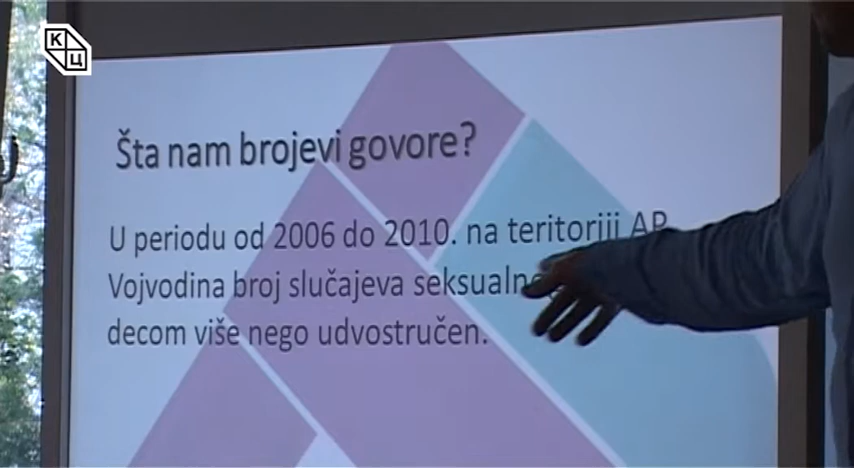 КЦ
Šta nam brojevi govore?
U periodu od 2006 do 2010. na teritoriji AP
Vojvodina broj slučajeva
decom više nego udvostručen.